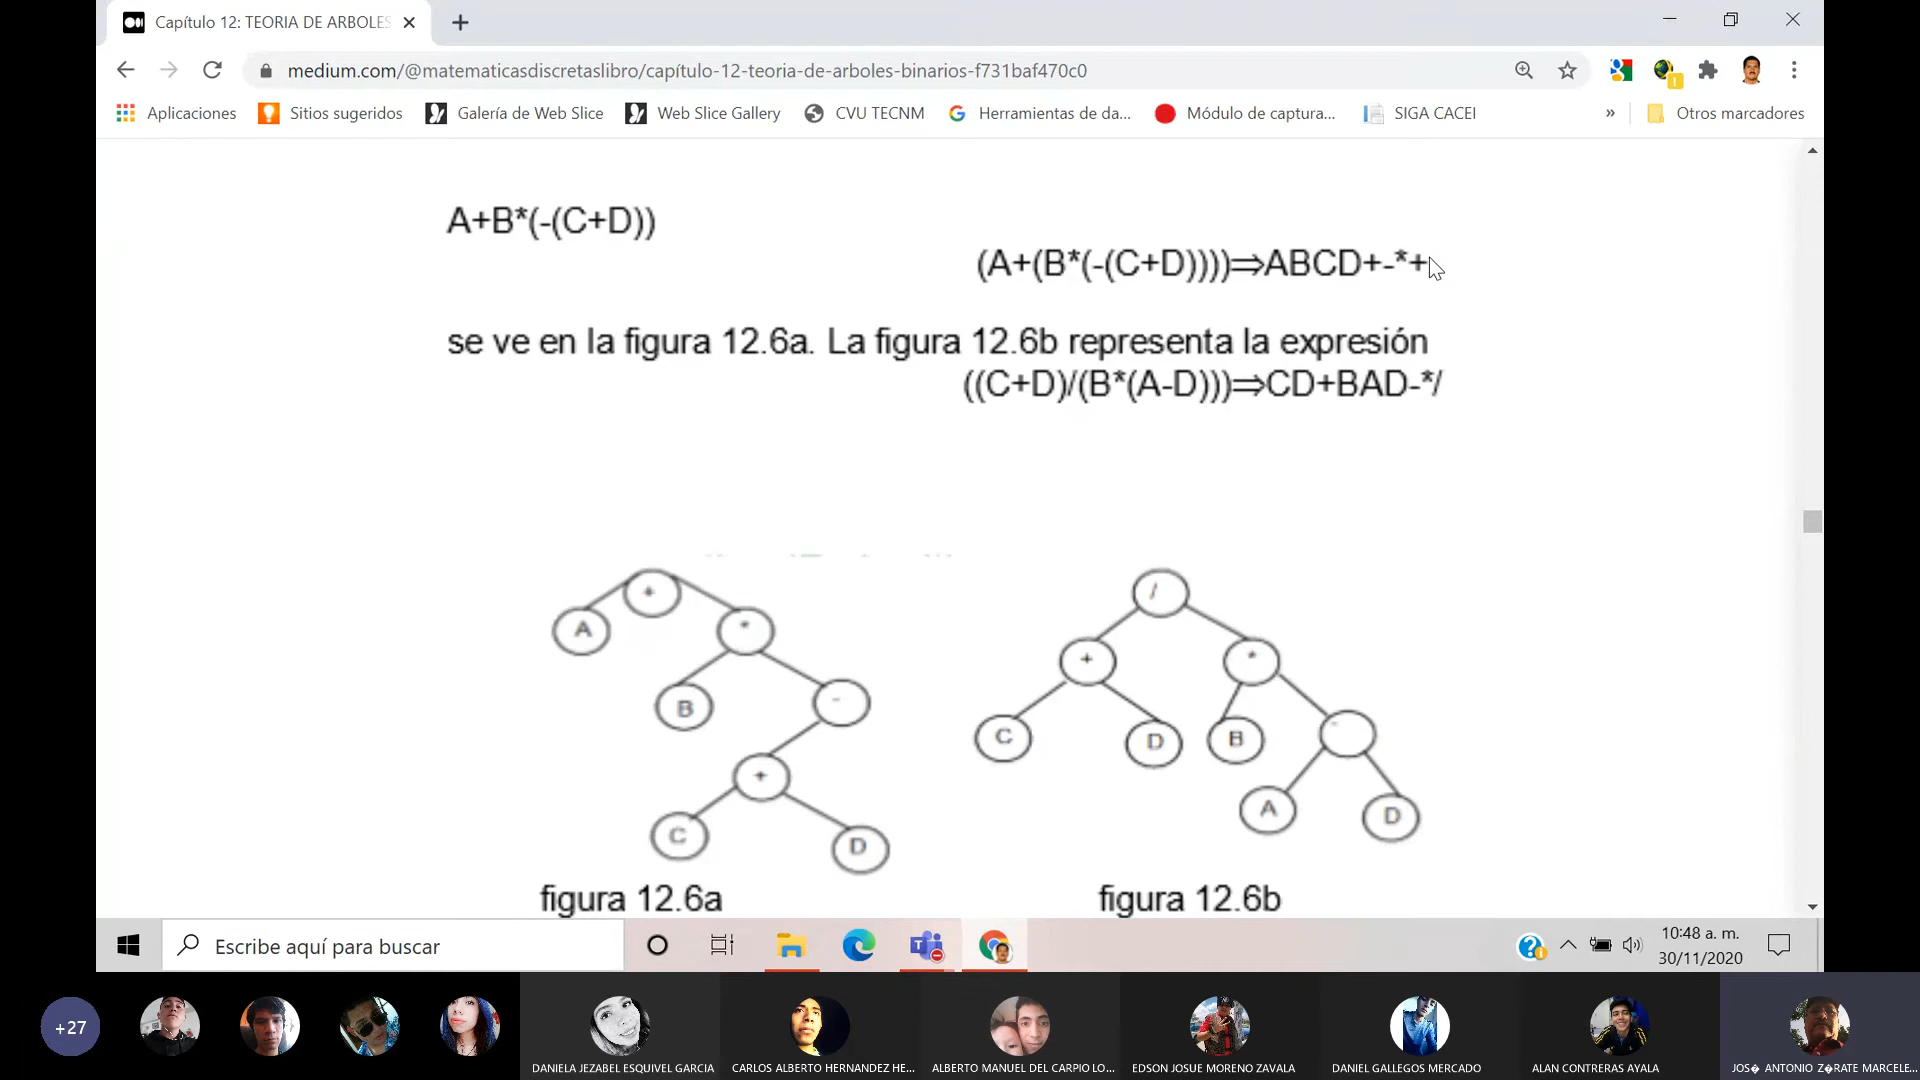 Capítulo 12: TEORIA DE ARBOLES
medium.com/@matematicasdiscretaslibro/capítulo-12-teoria-de-arboles-binarios-f731baf470c0
Aplicaciones Sitios sugeridos Galería de Web Slice Web Slice Gallery CVU TECNM Herramientas de da... Módulo de captura... SIGA CACEI » Otros marcadores
A+B*(-(C+D))
(A+(B*(-(C+D))))⇒ABCD+-*+
se ve en la figura 12.6a. La figura 12.6b representa la expresión
((C+D)/(B*(A-D)))⇒CD+BAD-*/
+ /
A * + *
B - C D B -
+ A D
C D
figura 12.6a figura 12.6b
Escribe aquí para buscar
10:48 a. m.
30/11/2020
+27
DANIELA JEZABEL ESQUIVEL GARCIA CARLOS ALBERTO HERNANDEZ HE... ALBERTO MANUEL DEL CARPIO LO... EDSON JOSUE MORENO ZAVALA DANIEL GALLEGOS MERCADO ALAN CONTRERAS AYALA JOS� ANTONIO Z�RATE MARCELE...